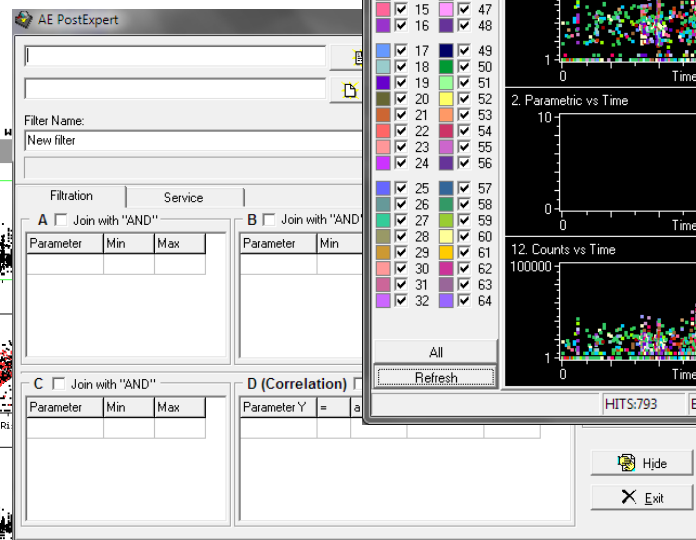 AE PostExpert
Filter Name:
New filter
Filtration
Service
A Join with "AND"
Parameter Min Max
B Join with "AND"
Parameter Min
C Join with "AND"
Parameter Min Max
D (Correlation)
Parameter Y = a
15 47
16 48
17 49
18 50
19 51
20 52
21 53
22 54
23 55
24 56
25 57
26 58
27 59
28 60
29 61
30 62
31 63
32 64
All
Refresh
1
0 Time
2. Parametric vs Time
10
0
0 Time
12. Counts vs Time
100000
1
0 Time
HITS:793
Hide
Exit